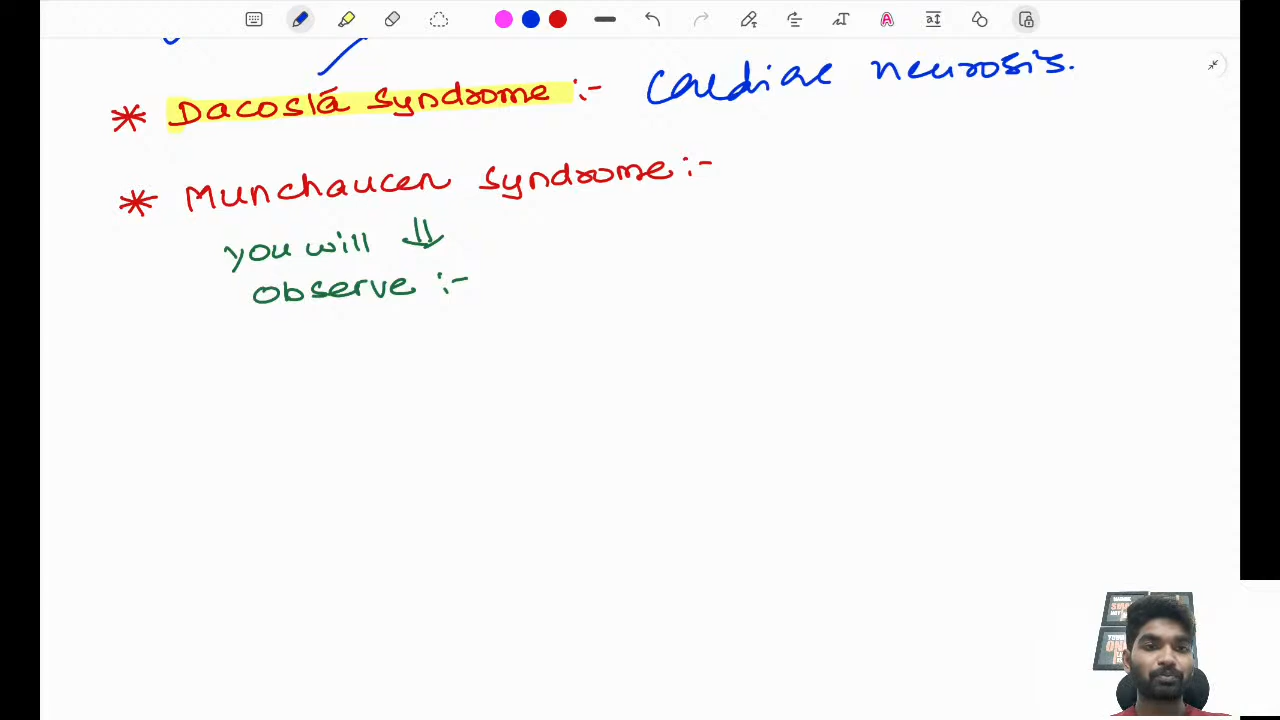 * Dacosta syndrome :- Cardiac neurosis.
* Munchaucen syndrome :-
you will ⇓
observe :-